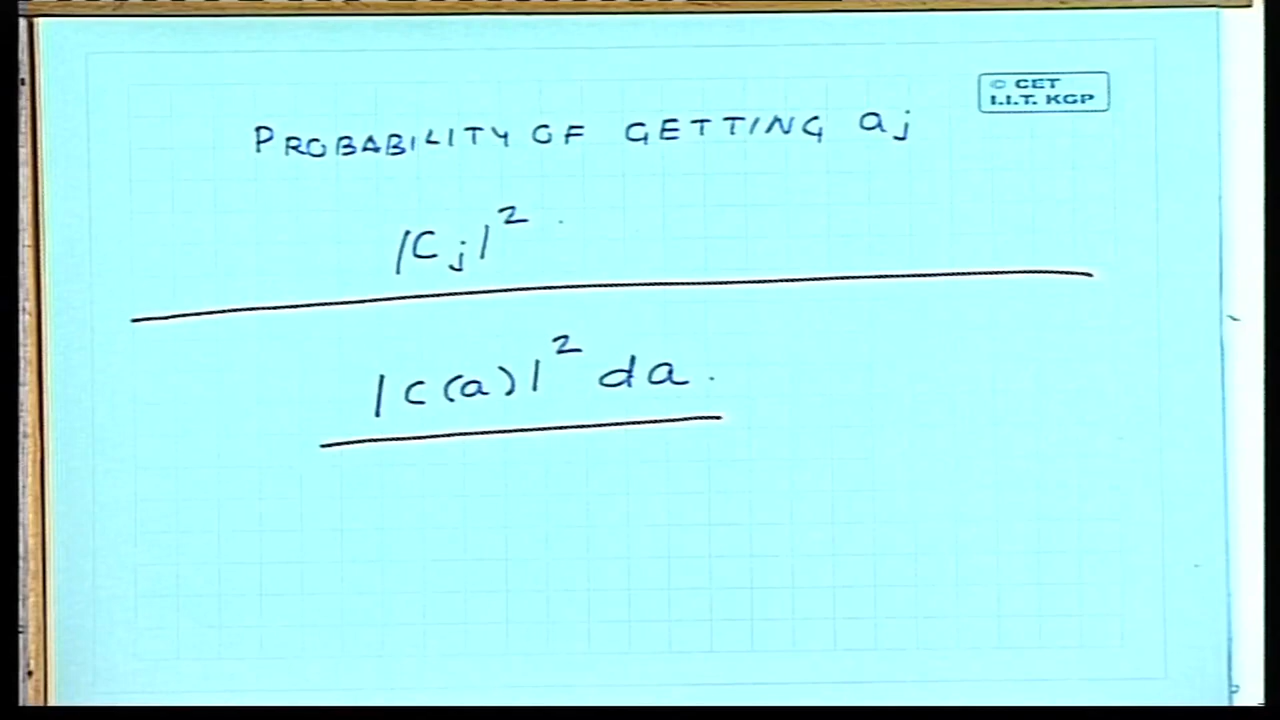 © CET
I.I.T. KGP
PROBABILITY OF GETTING aj
|Cj|²
|c(a)|² da.